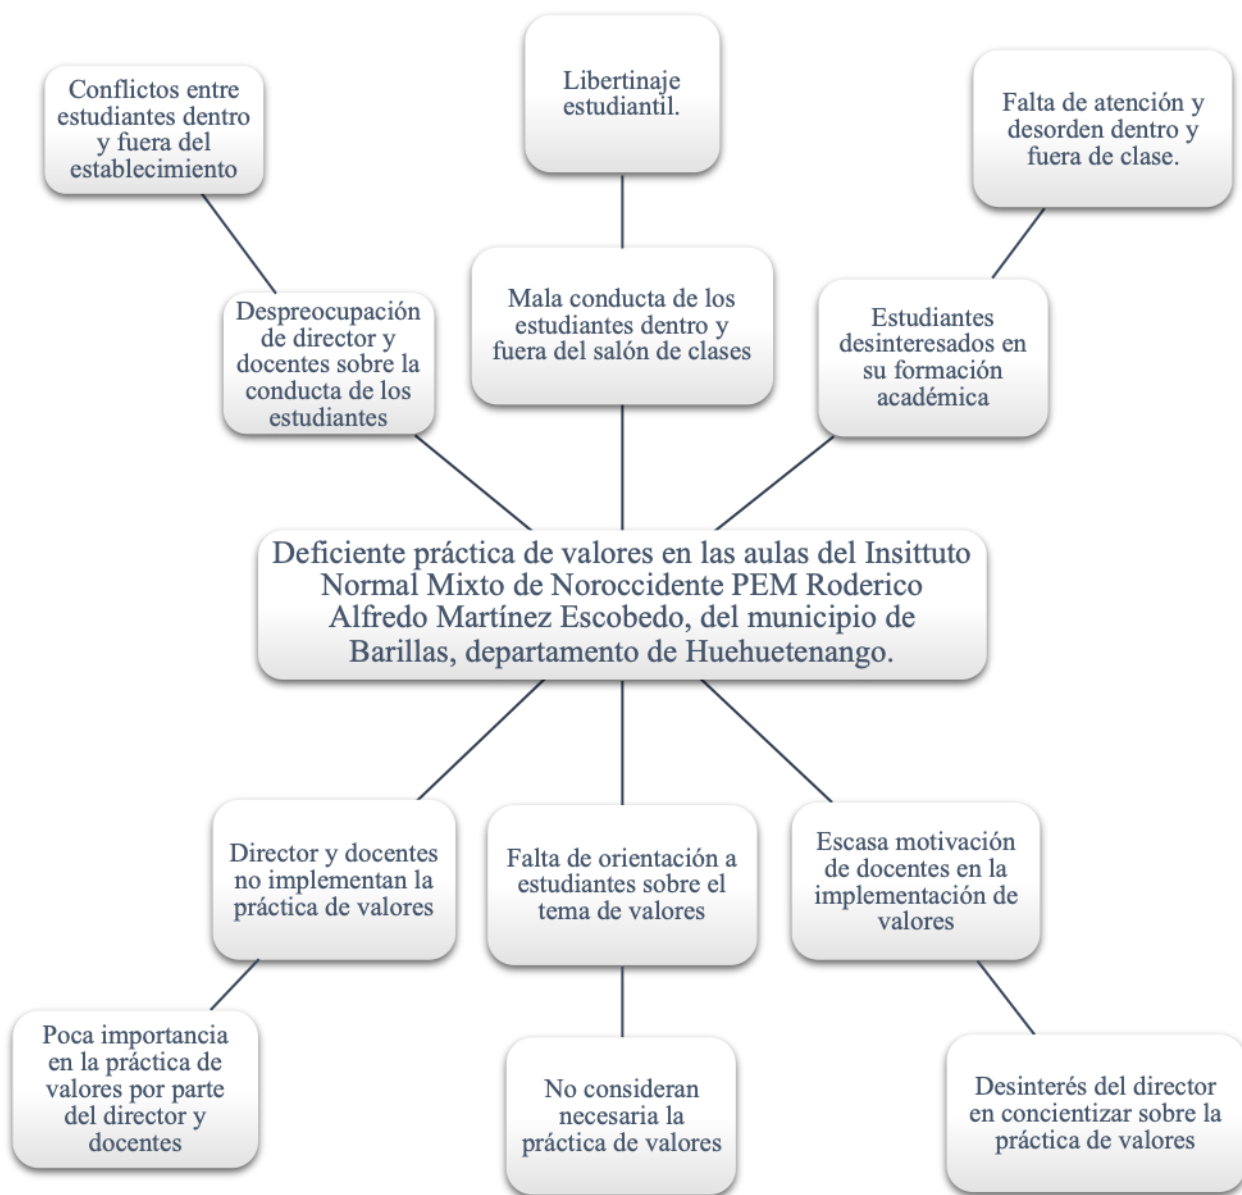 Conflictos entre
estudiantes dentro
y fuera del
establecimiento
Libertinaje
estudiantil.
Falta de atención y
desorden dentro y
fuera de clase.
Despreocupación
de director y
docentes sobre la
conducta de los
estudiantes
Mala conducta de los
estudiantes dentro y
fuera del salón de clases
Estudiantes
desinteresados en
su formación
académica
Deficiente práctica de valores en las aulas del Insittuto
Normal Mixto de Noroccidente PEM Roderico
Alfredo Martínez Escobedo, del municipio de
Barillas, departamento de Huehuetenango.
Director y docentes
no implementan la
práctica de valores
Falta de orientación a
estudiantes sobre el
tema de valores
Escasa motivación
de docentes en la
implementación de
valores
Poca importancia
en la práctica de
valores por parte
del director y
docentes
No consideran
necesaria la
práctica de valores
Desinterés del director
en concientizar sobre la
práctica de valores